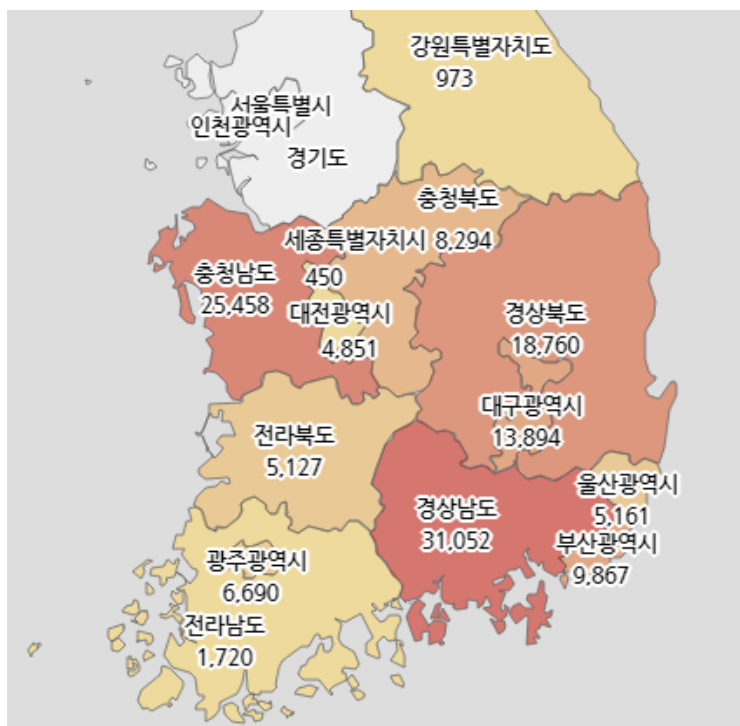 강원특별자치도
973
서울특별시
인천광역시
경기도
충청북도
8,294
세종특별자치시
450
충청남도
25,458
대전광역시
4,851
경상북도
18,760
대구광역시
13,894
전라북도
5,127
울산광역시
5,161
경상남도
31,052
부산광역시
9,867
광주광역시
6,690
전라남도
1,720